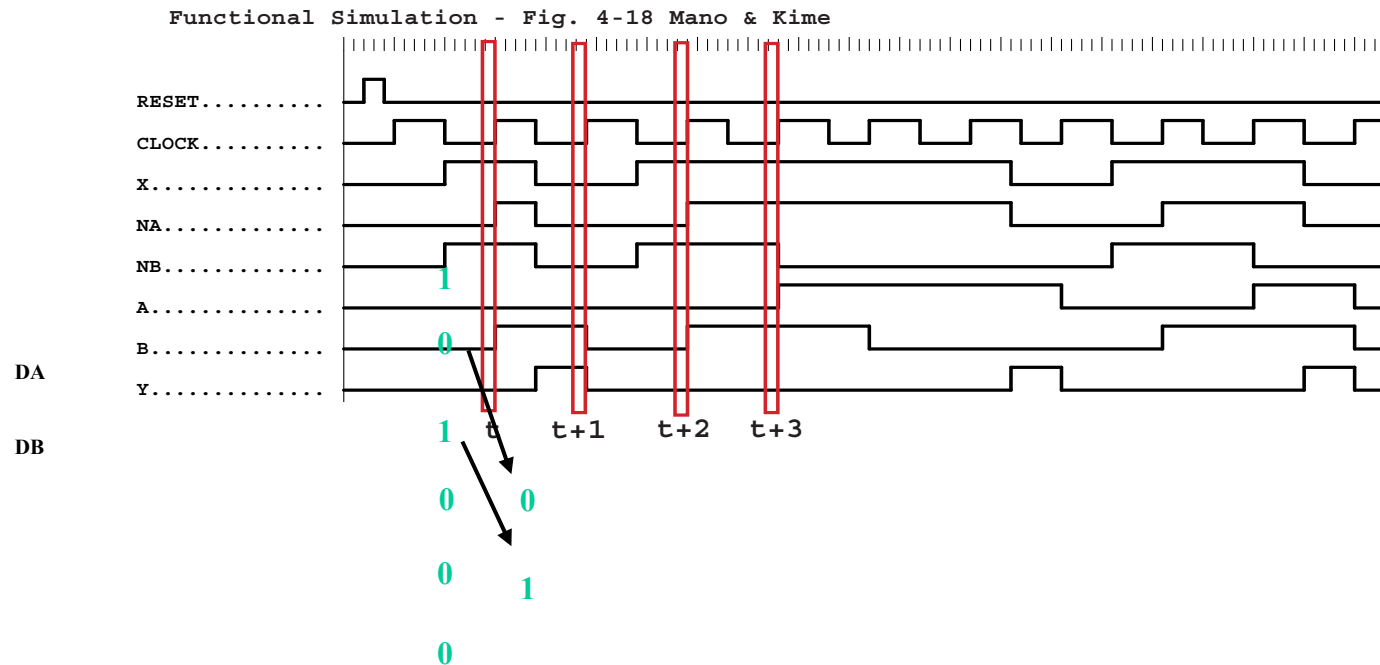 Functional Simulation - Fig. 4-18 Mano & Kime
RESET..........
CLOCK..........
X..............
NA.............
NB.............
1
A..............
B..............
0
DA
Y..............
1
t
t+1
t+2
t+3
DB
0
0
0
1
0